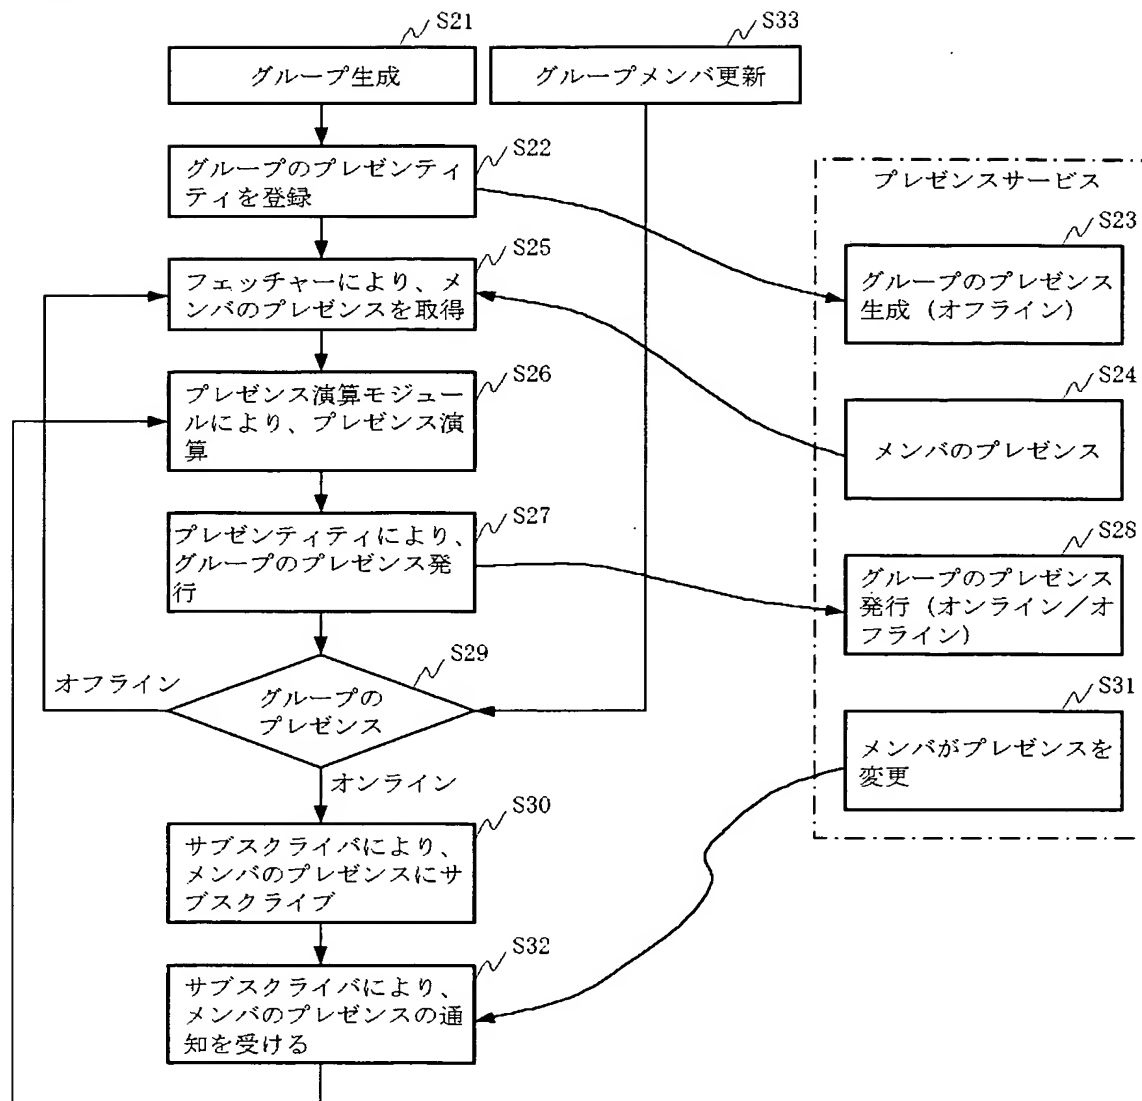 S21
グループ生成
S33
グループメンバ更新
S22
グループのプレゼンティ
ティを登録
プレゼンスサービス
S23
グループのプレゼンス
生成（オフライン）
S25
フェッチャーにより、メン
バのプレゼンスを取得
S24
メンバのプレゼンス
S26
プレゼンス演算モジュー
ルにより、プレゼンス演
算
S27
プレゼンティティにより、
グループのプレゼンス発
行
S28
グループのプレゼンス
発行（オンライン／オ
フライン）
S29
グループの
プレゼンス
オフライン
オンライン
S31
メンバがプレゼンスを
変更
S30
サブスクライバにより、
メンバのプレゼンスにサ
ブスクライブ
S32
サブスクライバにより、
メンバのプレゼンスの通
知を受ける